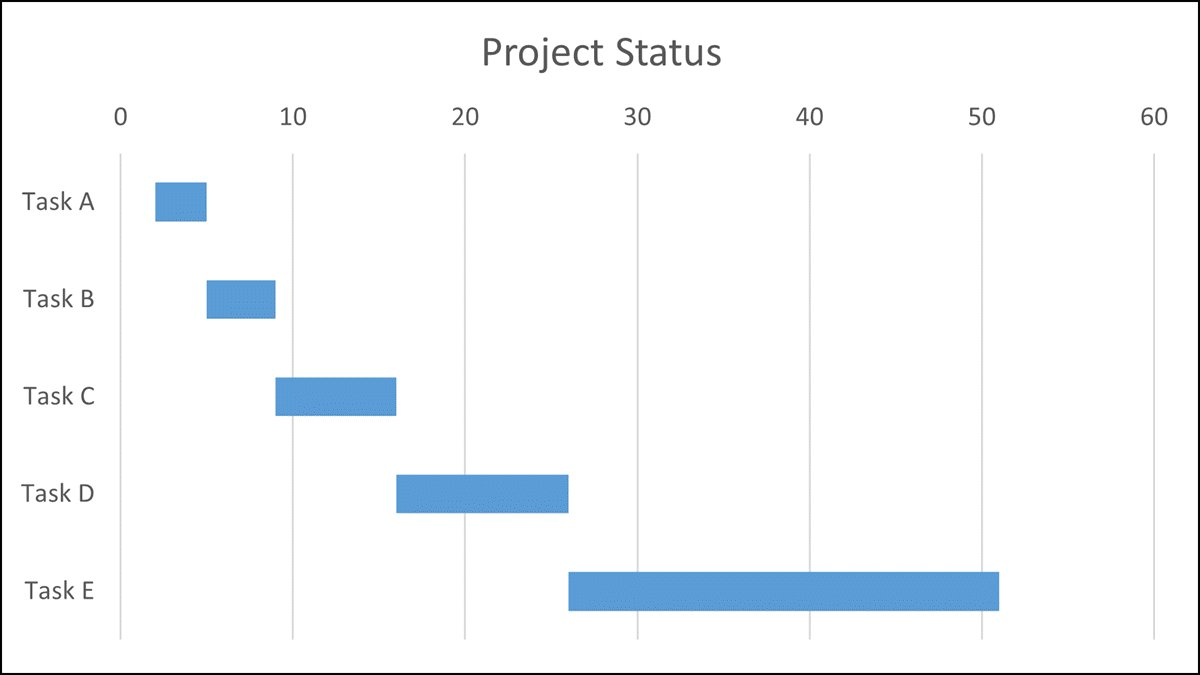 Project Status
0 10 20 30 40 50 60
Task A
Task B
Task C
Task D
Task E